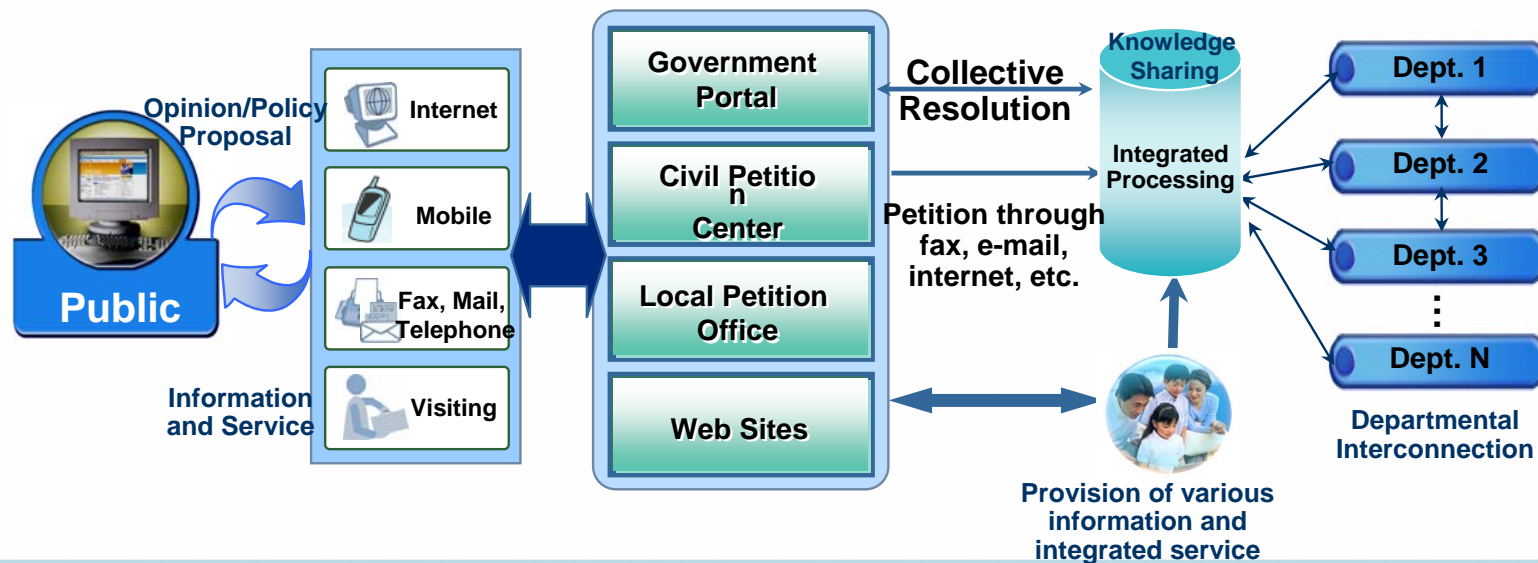 Opinion/Policy
Proposal
Public
Information
and Service
Internet
Mobile
Fax, Mail,
Telephone
Visiting
Government
Portal
Civil Petitio
n
Center
Local Petition
Office
Web Sites
Collective
Resolution
Petition through
fax, e-mail,
internet, etc.
Knowledge
Sharing
Integrated
Processing
Provision of various
information and
integrated service
Dept. 1
Dept. 2
Dept. 3
⋮
Dept. N
Departmental
Interconnection